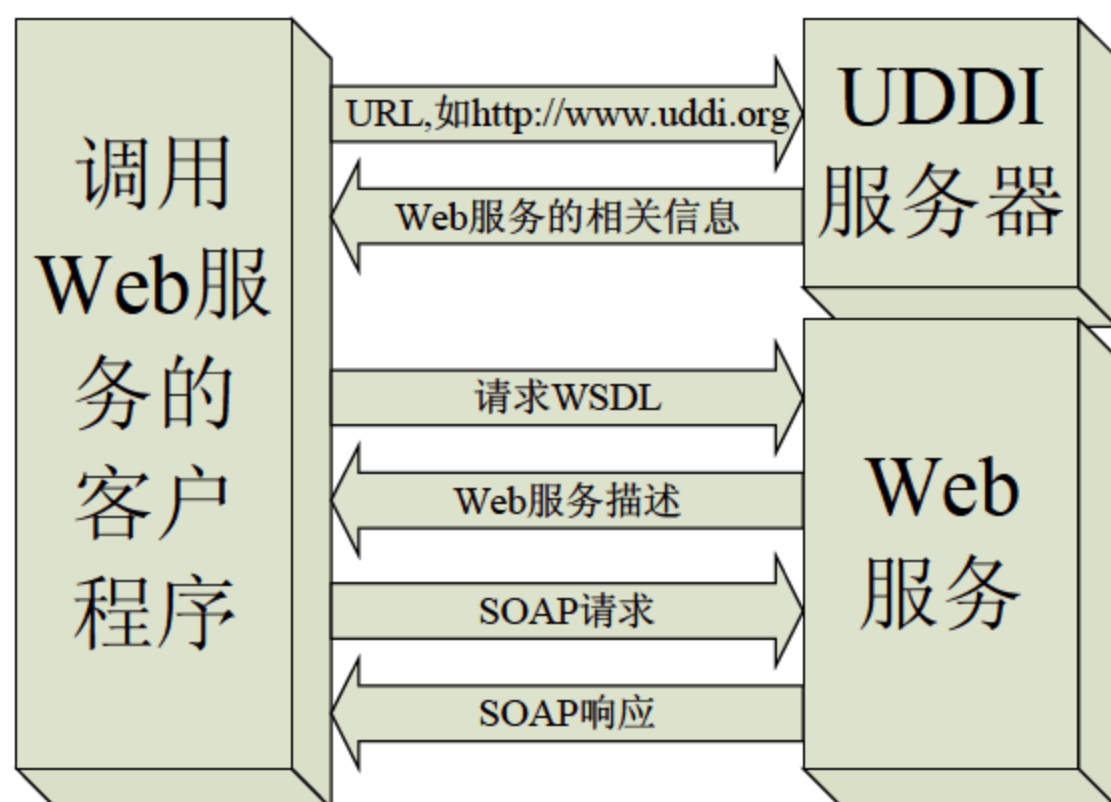 调用
Web服
务的
客户
程序
URL,如http://www.uddi.org
Web服务的相关信息
UDDI
服务器
请求WSDL
Web服务描述
SOAP请求
SOAP响应
Web
服务